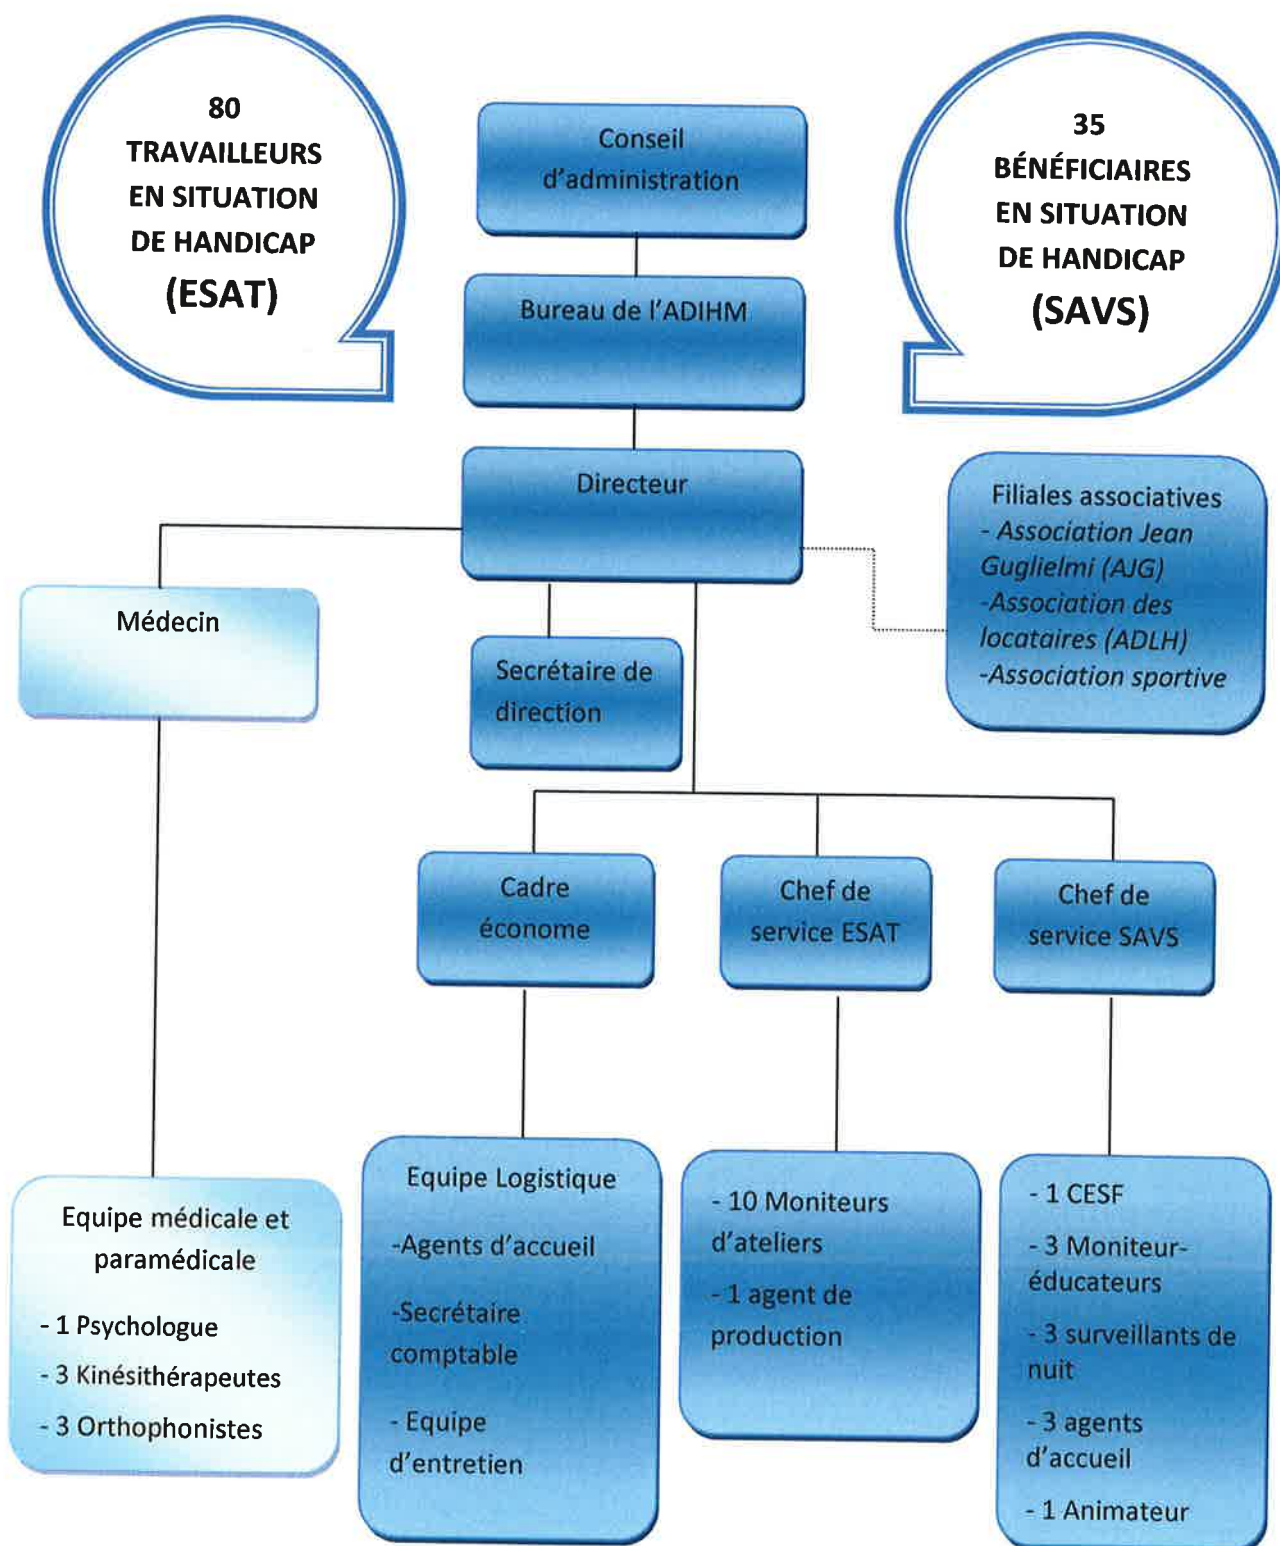 80
TRAVAILLEURS
EN SITUATION
DE HANDICAP
(ESAT)
Conseil
d'administration
35
BÉNÉFICIAIRES
EN SITUATION
DE HANDICAP
(SAVS)
Bureau de l'ADIHM
Directeur
Filiales associatives
- Association Jean
Guglielmi (AJG)
-Association des
locataires (ADLH)
-Association sportive
Médecin
Secrétaire de
direction
Cadre
économe
Chef de
service ESAT
Chef de
service SAVS
Equipe médicale et
paramédicale
- 1 Psychologue
- 3 Kinésithérapeutes
- 3 Orthophonistes
Equipe Logistique
-Agents d'accueil
-Secrétaire
comptable
- Equipe
d'entretien
- 10 Moniteurs
d'ateliers
- 1 agent de
production
- 1 CESF
- 3 Moniteur-
éducateurs
- 3 surveillants de
nuit
- 3 agents
d'accueil
- 1 Animateur